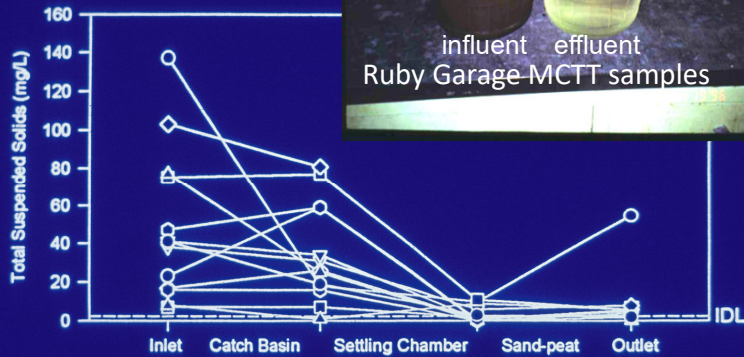 influent effluent
Ruby Garage MCTT samples
Total Suspended Solids (mg/L)
160
140
120
100
80
60
40
20
0
IDL
Inlet Catch Basin Settling Chamber Sand-peat Outlet